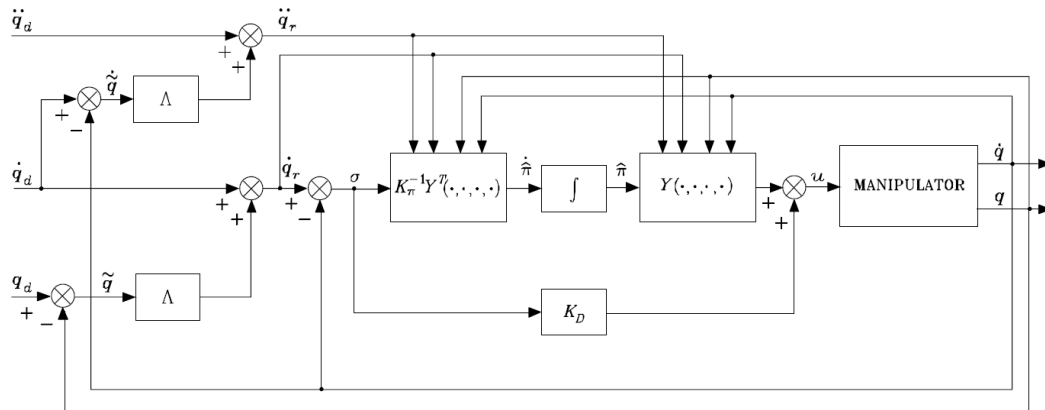 q̈_d
+
+
q̈_r
q̃̇
Λ
+
−
q̇_d
+
+
q̇_r
+
−
σ
K_π^{-1}Y^T(·,·,·,·)
π̂̇
∫
π̂
Y(·,·,·,·)
+
+
u
MANIPULATOR
q̇
q
q_d
+
−
q̃
Λ
K_D